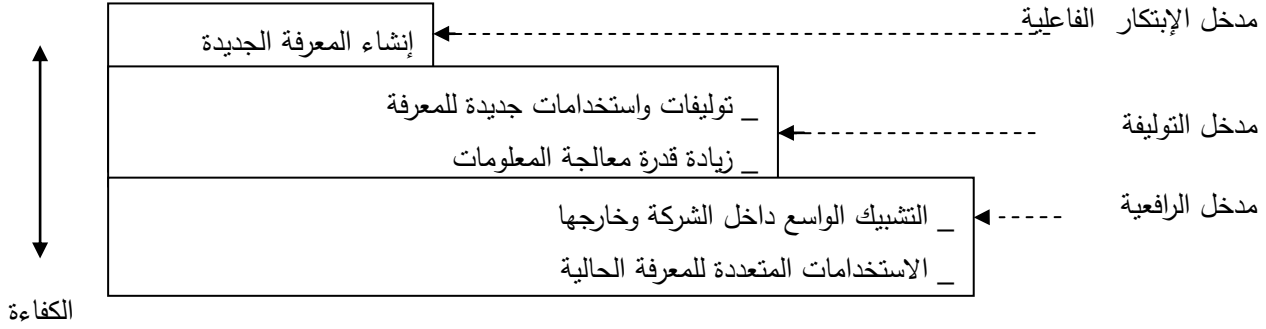 مدخل الإبتكار الفاعلية
إنشاء المعرفة الجديدة
_ توليفات واستخدامات جديدة للمعرفة
مدخل التوليفة
_ زيادة قدرة معالجة المعلومات
مدخل الرافعية
_ التشبيك الواسع داخل الشركة وخارجها
_ الاستخدامات المتعددة للمعرفة الحالية
الكفاءة